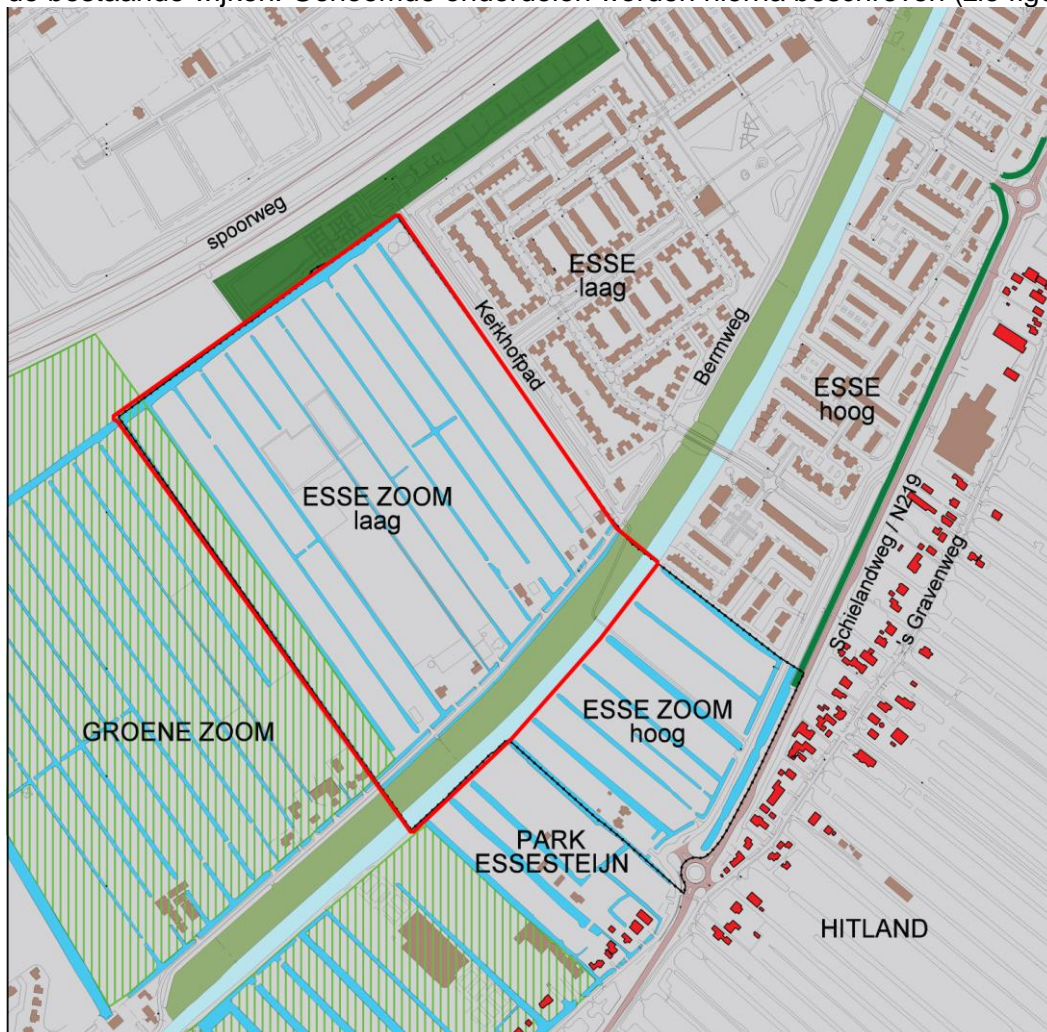 de bestaande wijken. Genoemde onderdelen worden hierna beschreven (zie figu
spoorweg
ESSE
laag
Kerkhofpad
Bermweg
ESSE
hoog
ESSE ZOOM
laag
Schielandweg / N219
's Gravenweg
GROENE ZOOM
ESSE ZOOM
hoog
PARK
ESSESTEIJN
HITLAND